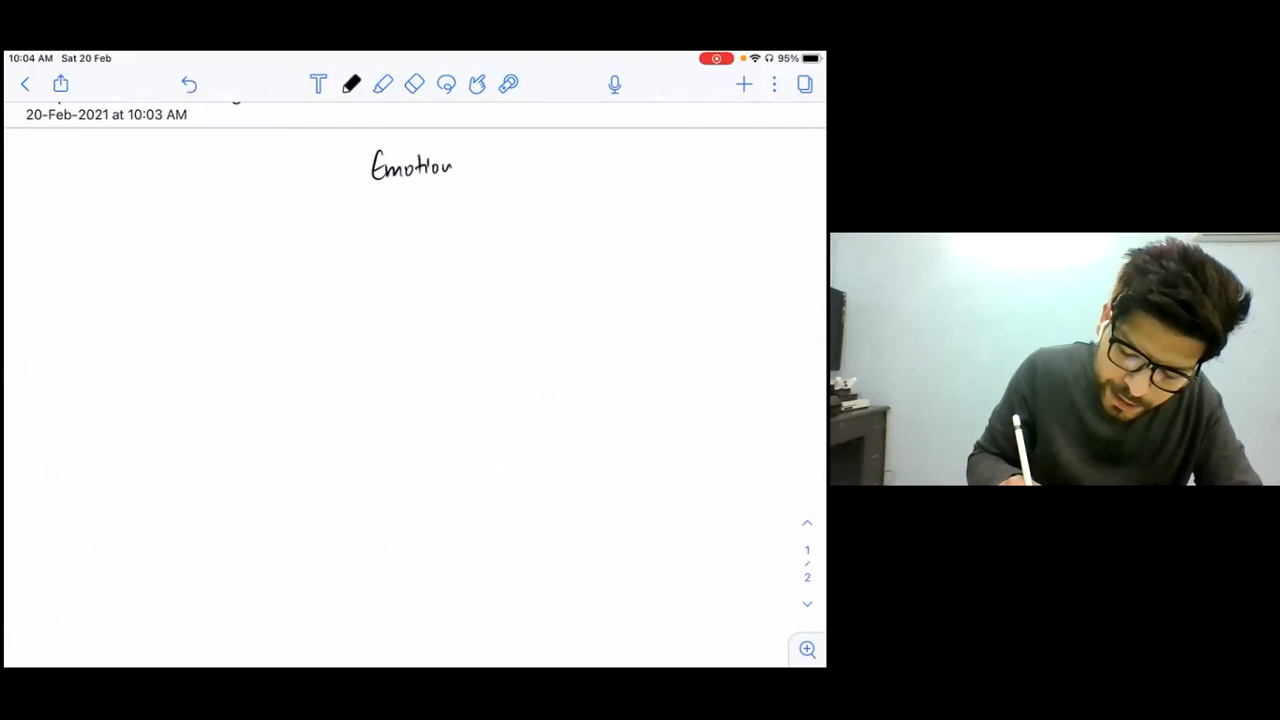 10:04 AM Sat 20 Feb 95%
20-Feb-2021 at 10:03 AM
Emotion
1
/
2